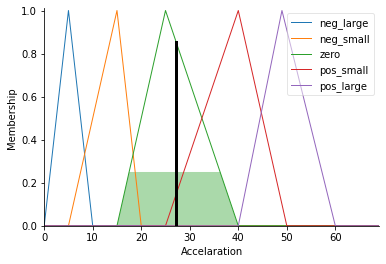 1.0
0.8
0.6
0.4
0.2
0.0
Membership
neg_large
neg_small
zero
pos_small
pos_large
0 10 20 30 40 50 60
Accelaration